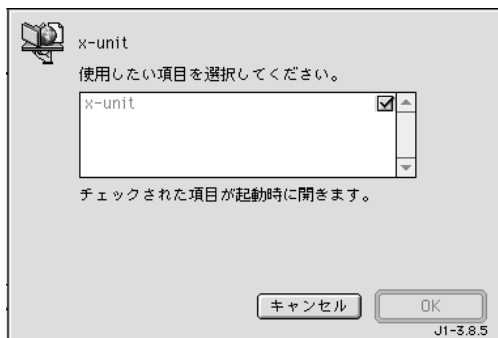 x-unit
使用したい項目を選択してください。
x-unit
チェックされた項目が起動時に開きます。
キャンセル OK
J1-3.8.5